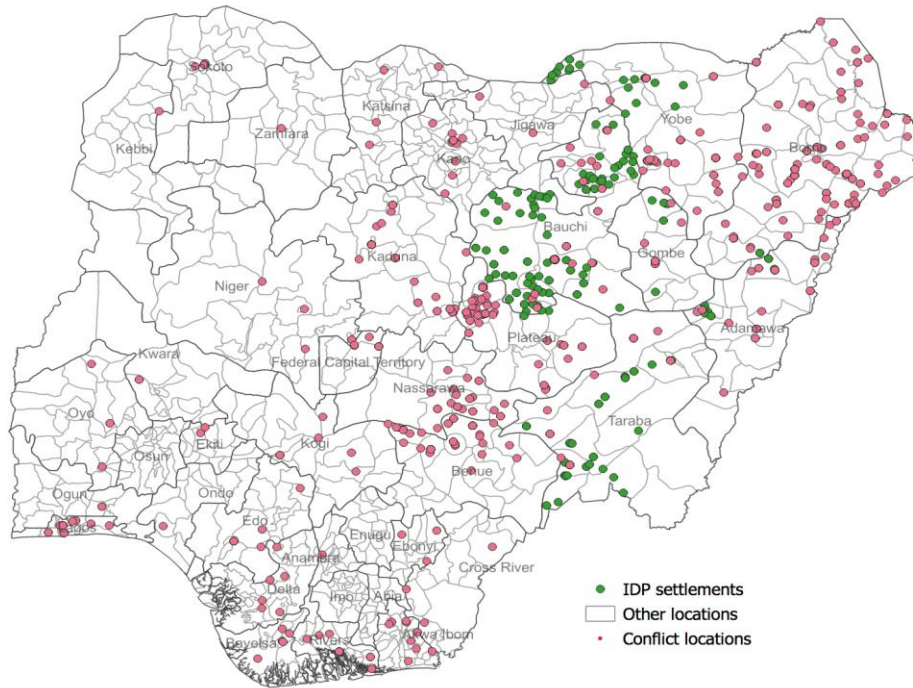 Sokoto
Katsina
Jigawa
Yobe
Borno
Kebbi
Zamfara
Kano
Bauchi
Gombe
Kaduna
Niger
Plateau
Adamawa
Federal Capital Territory
Kwara
Nassarawa
Oyo
Taraba
Ekiti
Kogi
Osun
Benue
Ogun
Ondo
Lagos
Edo
Enugu
Ebonyi
Anambra
Cross River
Delta
Imo
Abia
IDP settlements
Other locations
Bayelsa
Rivers
Akwa Ibom
Conflict locations